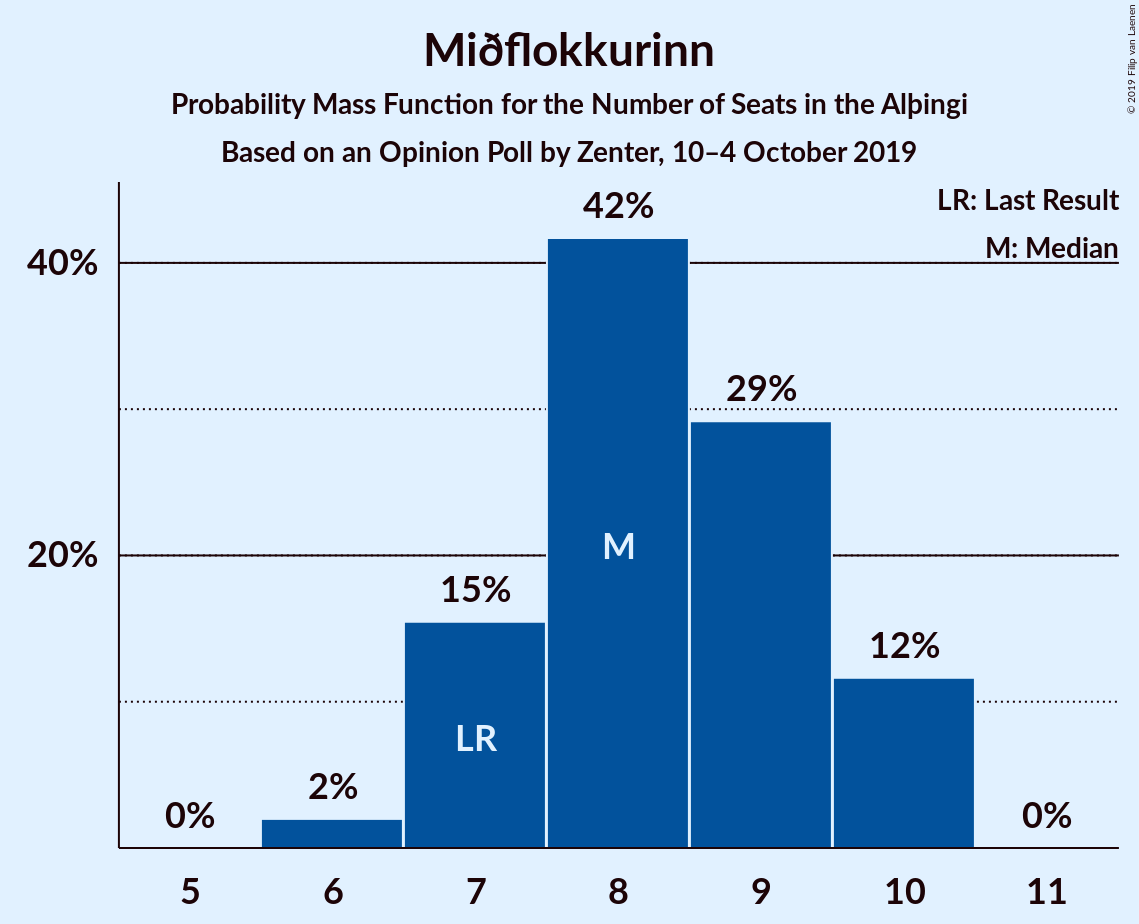 Miðflokkurinn
Probability Mass Function for the Number of Seats in the Alþingi
Based on an Opinion Poll by Zenter, 10–4 October 2019
© 2019 Filip van Laenen
LR: Last Result
M: Median
42%
40%
29%
M
20%
15%
12%
LR
2%
0%
0%
5 6 7 8 9 10 11